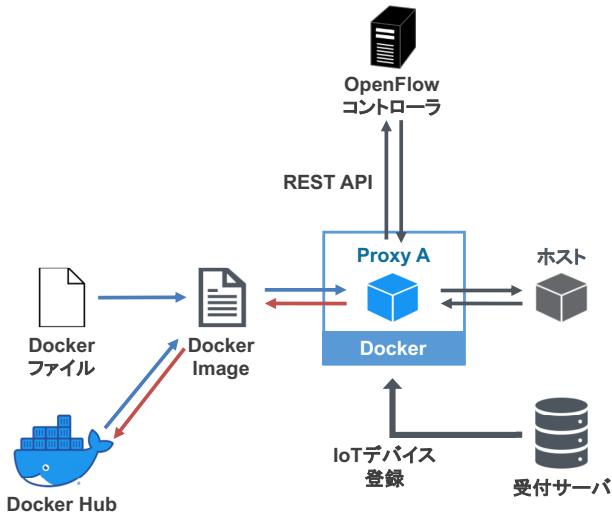 OpenFlow
コントローラ
REST API
Proxy A
ホスト
Docker
Docker
ファイル
Docker
Image
IoTデバイス
登録
受付サーバ
Docker Hub